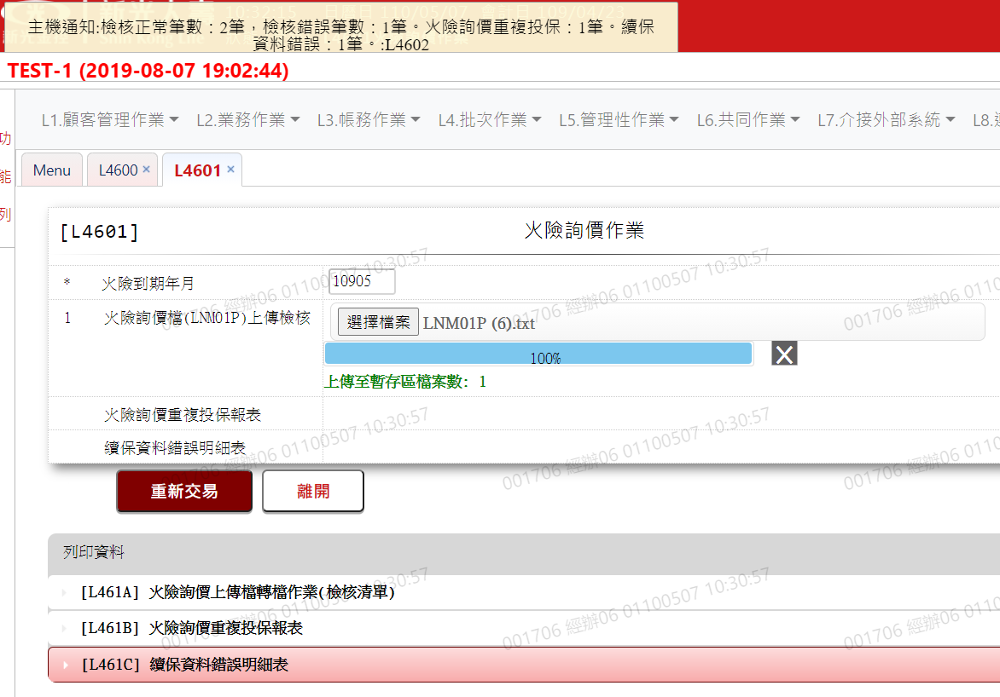 主機通知:檢核正常筆數：2筆，檢核錯誤筆數：1筆。火險詢價重複投保：1筆。續保
資料錯誤：1筆。:L4602
TEST-1 (2019-08-07 19:02:44)
L1.顧客管理作業 L2.業務作業 L3.帳務作業 L4.批次作業 L5.管理性作業 L6.共同作業 L7.介接外部系統 L8.
功
能
列
Menu L4600 × L4601 ×
[L4601] 火險詢價作業
* 火險到期年月 10905
1 火險詢價檔(LNM01P)上傳檢核 選擇檔案 LNM01P (6).txt
100% X
上傳至暫存區檔案數: 1
火險詢價重複投保報表
續保資料錯誤明細表
001706 經辦06 01100507 10:30:57
重新交易 離開
列印資料
[L461A] 火險詢價上傳檔轉檔作業(檢核清單)
[L461B] 火險詢價重複投保報表
[L461C] 續保資料錯誤明細表